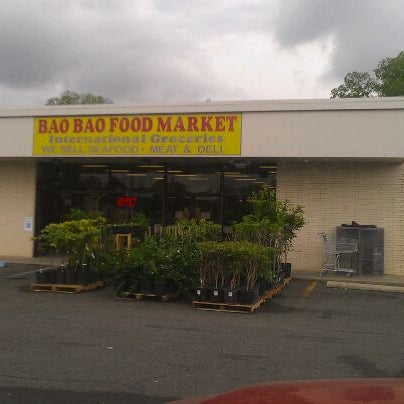 BAO BAO FOOD MARKET
International Groceries
WE SELL SEAFOOD - MEAT & DELI